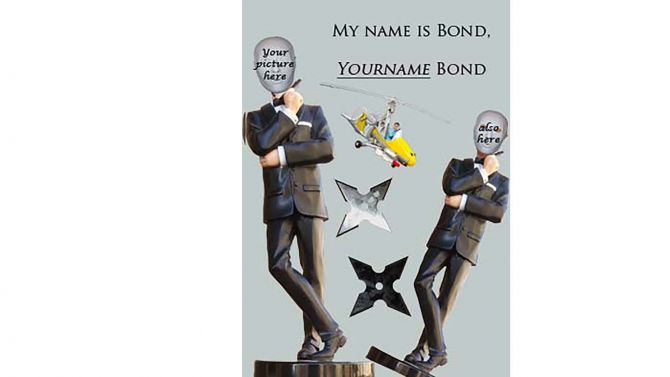 My name is Bond,
Yourname Bond
Your
picture
here
also
here